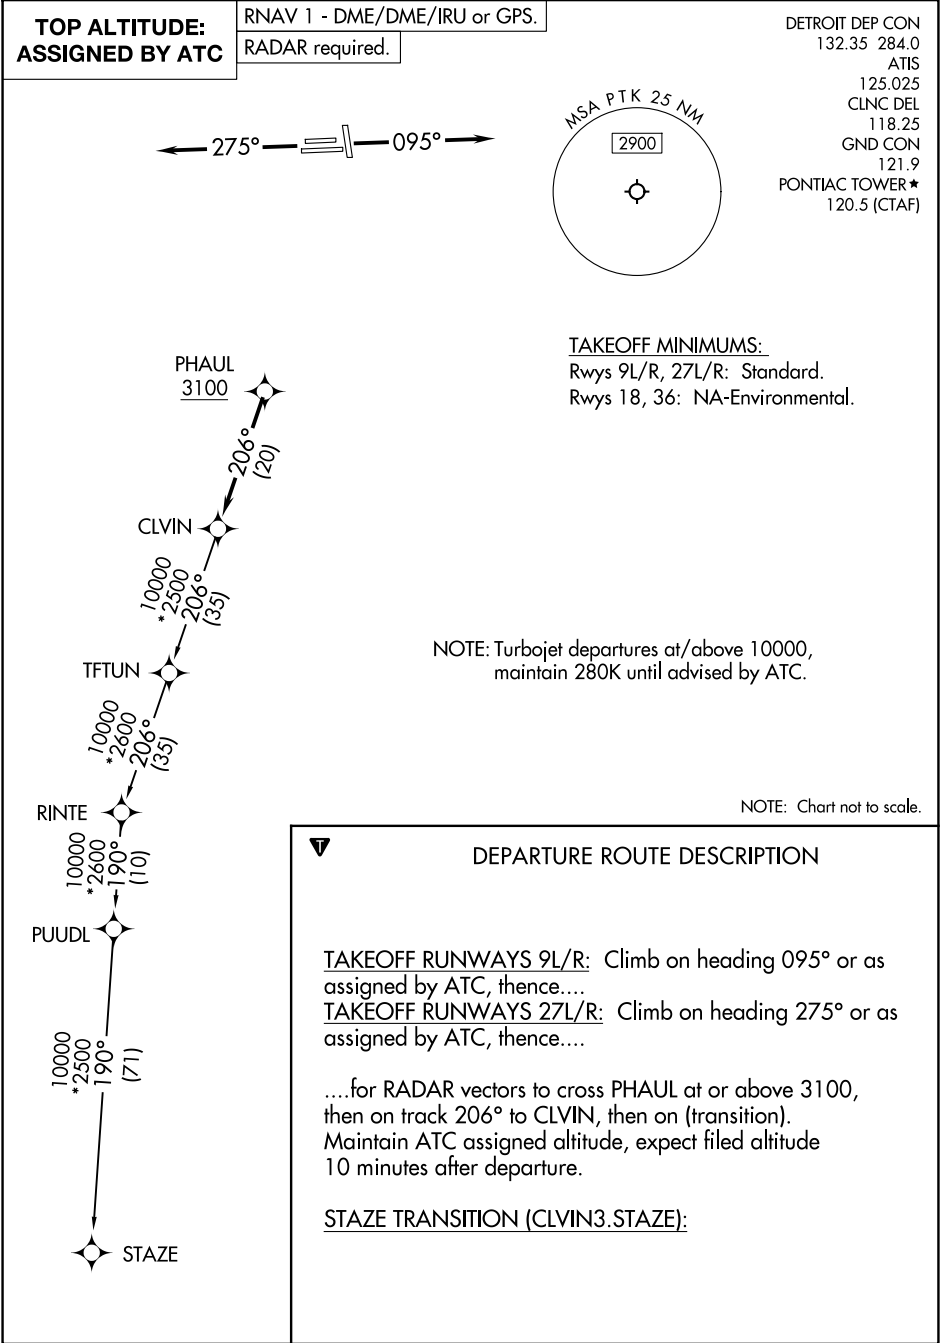 TOP ALTITUDE:
ASSIGNED BY ATC
RNAV 1 - DME/DME/IRU or GPS.
RADAR required.
DETROIT DEP CON
132.35 284.0
ATIS
125.025
CLNC DEL
118.25
GND CON
121.9
PONTIAC TOWER★
120.5 (CTAF)
275°
095°
MSA PTK 25 NM
2900
TAKEOFF MINIMUMS:
Rwys 9L/R, 27L/R: Standard.
Rwys 18, 36: NA-Environmental.
PHAUL
3100
206°
(20)
CLVIN
10000
*2500
206°
(35)
TFTUN
10000
*2600
206°
(35)
RINTE
10000
*2600
190°
(10)
PUUDL
10000
*2500
190°
(71)
STAZE
NOTE: Turbojet departures at/above 10000,
maintain 280K until advised by ATC.
NOTE: Chart not to scale.
T
DEPARTURE ROUTE DESCRIPTION
TAKEOFF RUNWAYS 9L/R: Climb on heading 095° or as
assigned by ATC, thence....
TAKEOFF RUNWAYS 27L/R: Climb on heading 275° or as
assigned by ATC, thence....
....for RADAR vectors to cross PHAUL at or above 3100,
then on track 206° to CLVIN, then on (transition).
Maintain ATC assigned altitude, expect filed altitude
10 minutes after departure.
STAZE TRANSITION (CLVIN3.STAZE):